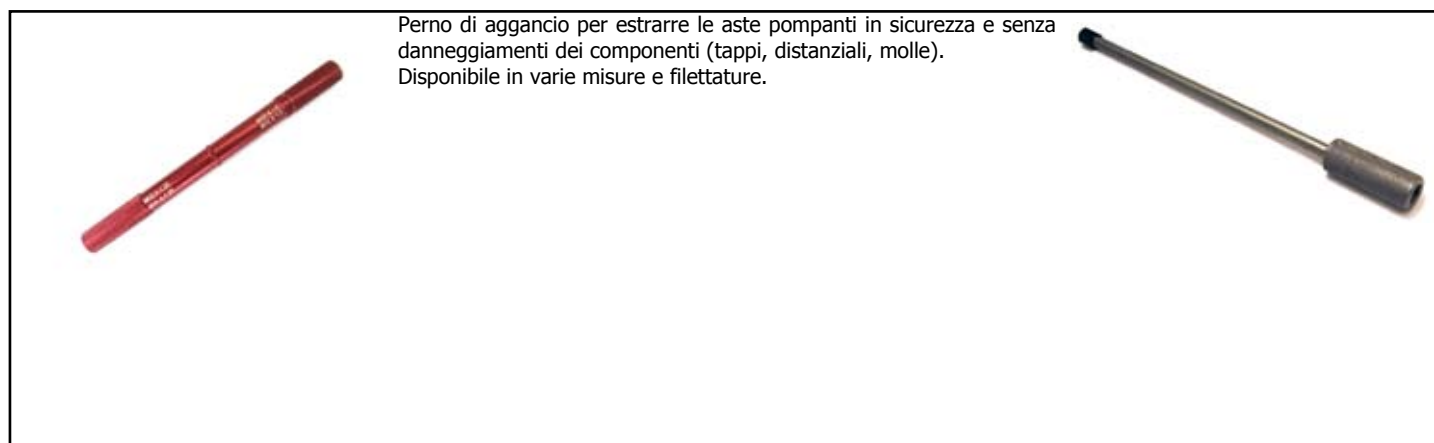 Perno di aggancio per estrarre le aste pompanti in sicurezza e senza
danneggiamenti dei componenti (tappi, distanziali, molle).
Disponibile in varie misure e filettature.